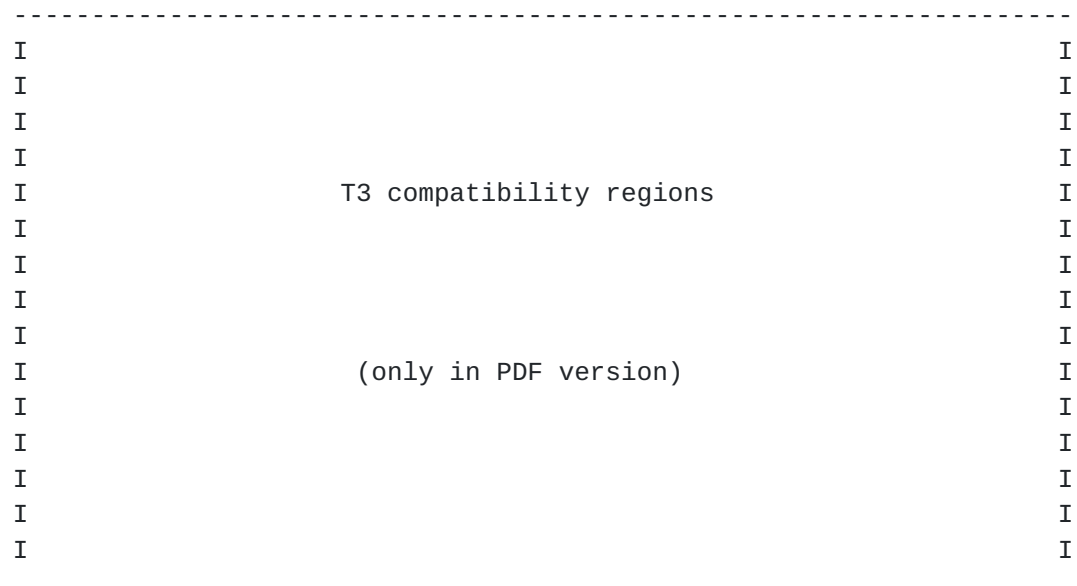 ---------------------------------------------------------------------
I                                                                   I
I                                                                   I
I                                                                   I
I                                                                   I
I                    T3 compatibility regions                       I
I                                                                   I
I                                                                   I
I                                                                   I
I                                                                   I
I                     (only in PDF version)                         I
I                                                                   I
I                                                                   I
I                                                                   I
I                                                                   I
I                                                                   I